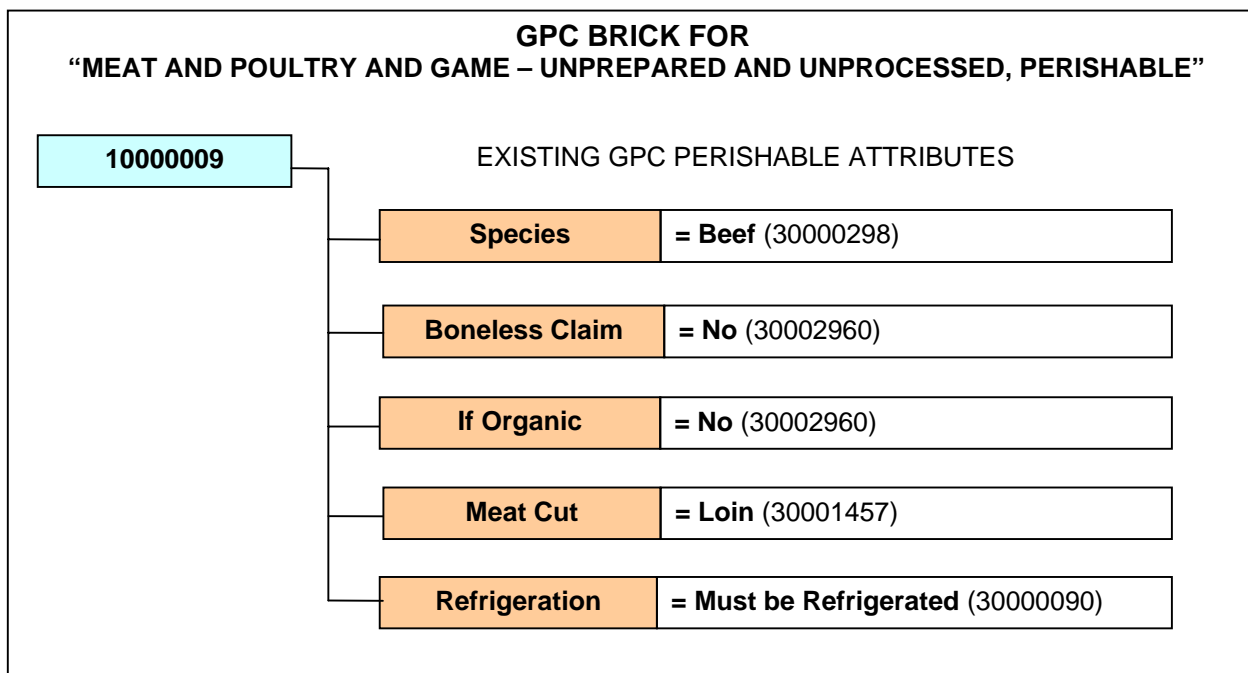 GPC BRICK FOR
“MEAT AND POULTRY AND GAME – UNPREPARED AND UNPROCESSED, PERISHABLE”
10000009
EXISTING GPC PERISHABLE ATTRIBUTES
Species = Beef (30000298)
Boneless Claim = No (30002960)
If Organic = No (30002960)
Meat Cut = Loin (30001457)
Refrigeration = Must be Refrigerated (30000090)